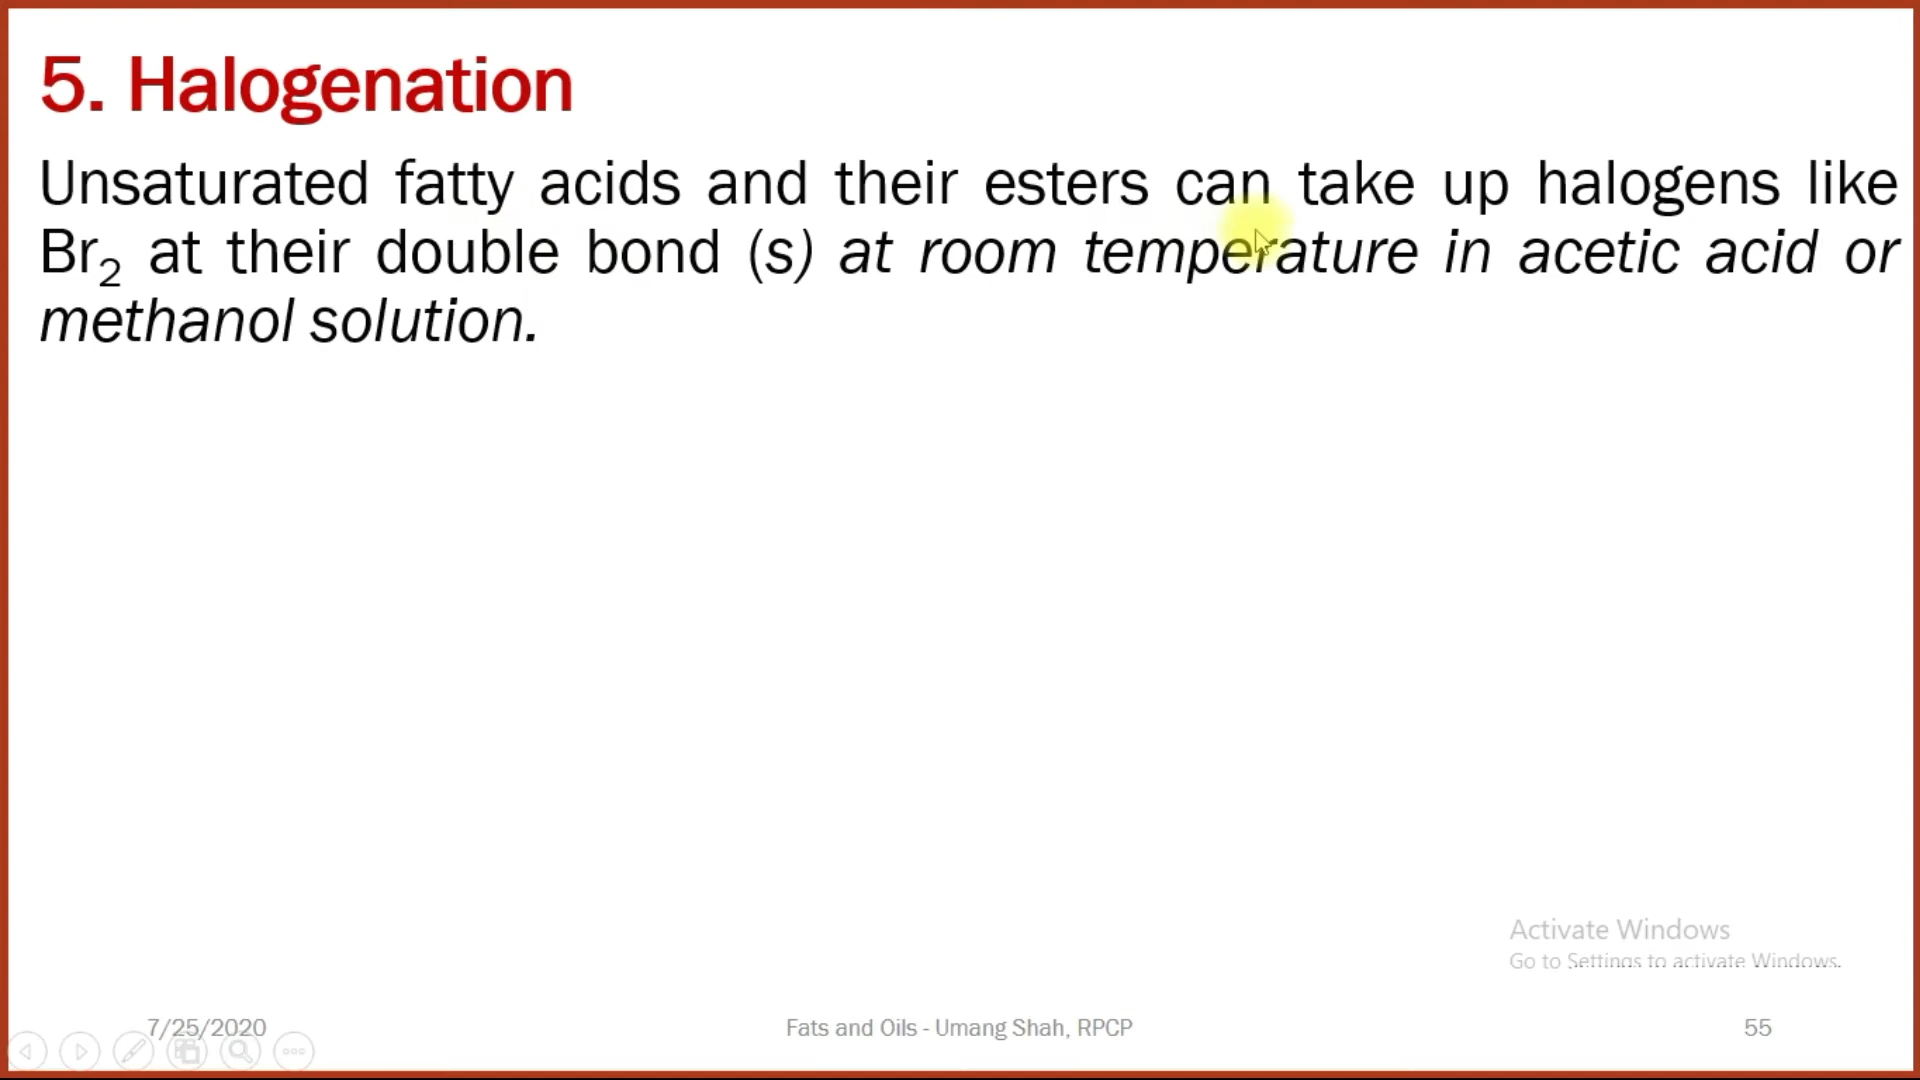 5. Halogenation
Unsaturated fatty acids and their esters can take up halogens like
Br₂ at their double bond (s) at room temperature in acetic acid or
methanol solution.
Activate Windows
Go to Settings to activate Windows.
7/25/2020
Fats and Oils - Umang Shah, RPCP
55